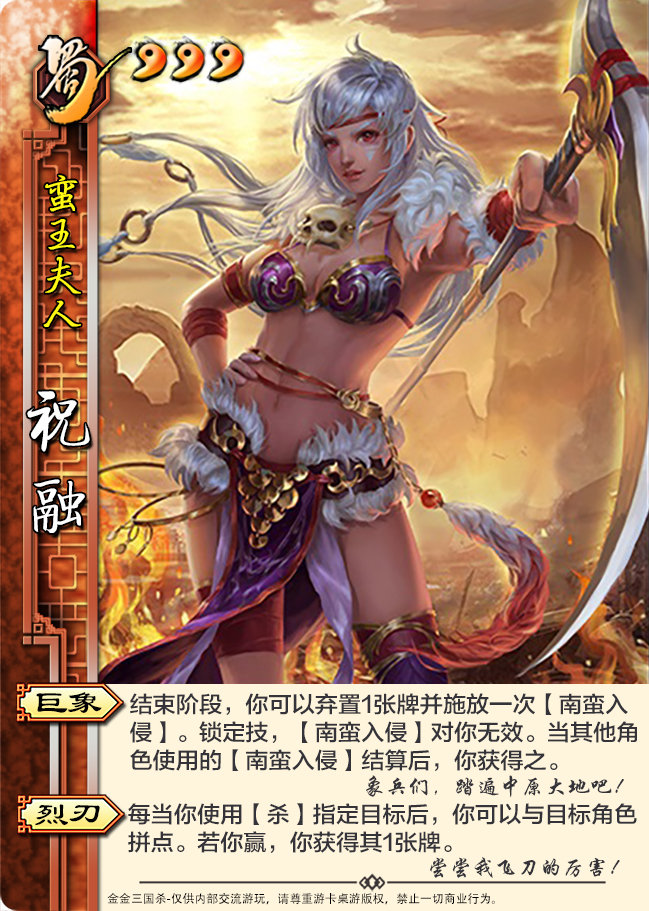 蜀
蛮王夫人
祝融
巨象
结束阶段，你可以弃置1张牌并施放一次【南蛮入
侵】。锁定技，【南蛮入侵】对你无效。当其他角
色使用的【南蛮入侵】结算后，你获得之。
象兵们，踏遍中原大地吧！
烈刃
每当你使用【杀】指定目标后，你可以与目标角色
拼点。若你赢，你获得其1张牌。
尝尝我飞刀的厉害！
金金三国杀-仅供内部交流游玩，请尊重游卡桌游版权，禁止一切商业行为。